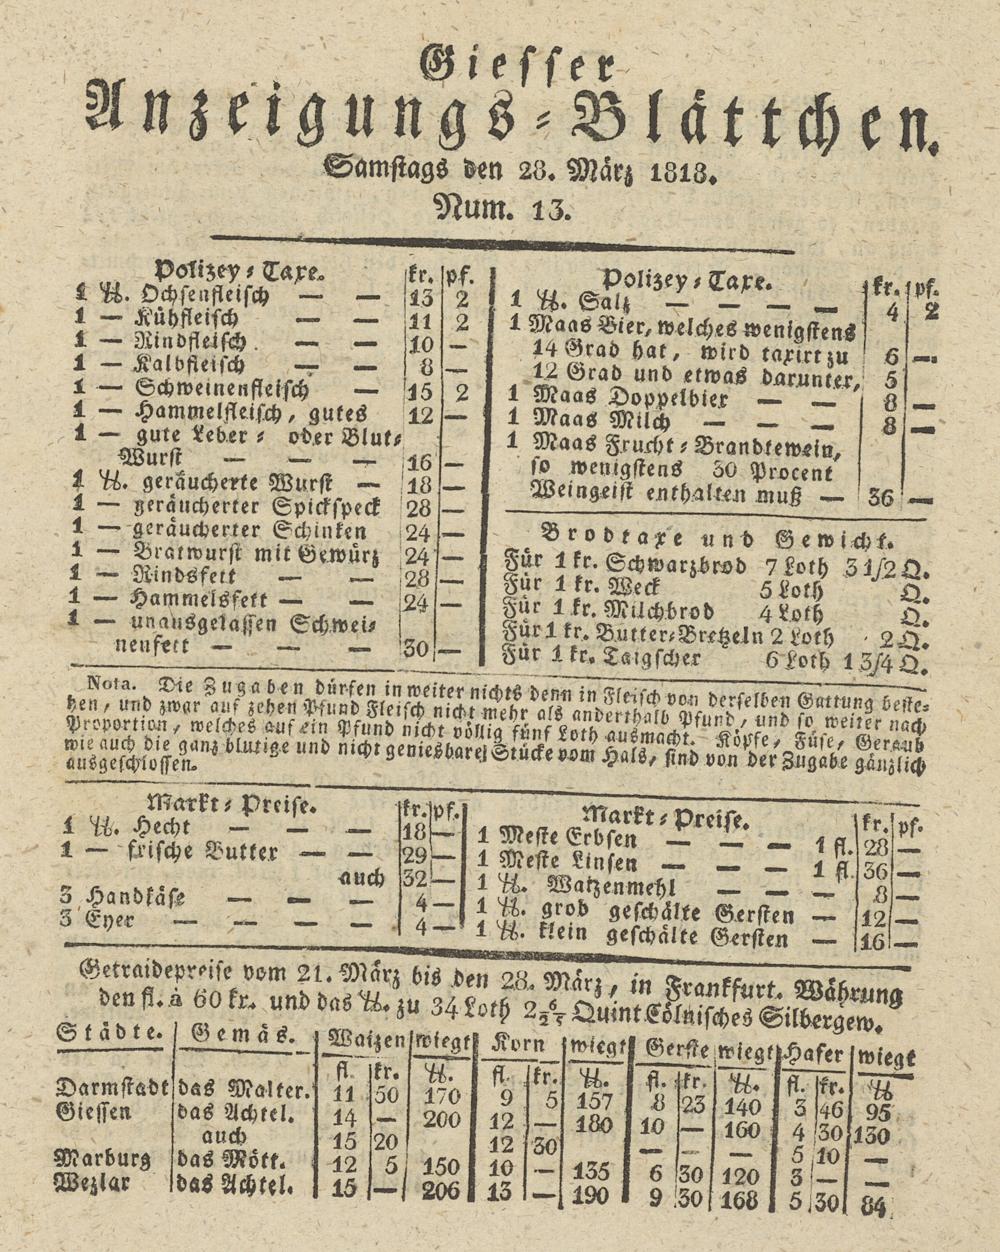 Giesser
Anzeigungs-Blättchen.
Samstags den 28. März 1818.
Num. 13.
Polizey-Taxe. kr. pf.
1 ℔. Ochsenfleisch — — 13 2
1 — Kühfleisch — — 11 2
1 — Rindfleisch — — 10 —
1 — Kalbfleisch — — 8 —
1 — Schweinenfleisch — 15 2
1 — Hammelfleisch, gutes 12 —
1 — gute Leber- oder Blut-
Wurst — — — 16 —
1 ℔. geräucherte Wurst — 18 —
1 — geräucherter Spickspeck 28 —
1 — geräucherter Schinken 24 —
1 — Bratwurst mit Gewürz 24 —
1 — Rindsfett — — 28 —
1 — Hammelsfett — — 24 —
1 — unausgelassen Schwei-
nenfett — — — 30 —
Polizey-Taxe. kr. pf.
1 ℔. Salz — — — — 4 2
1 Maas Bier, welches wenigstens
14 Grad hat, wird taxirt zu 6 —
12 Grad und etwas darunter, 5
1 Maas Doppelbier — — 8 —
1 Maas Milch — — — 8 —
1 Maas Frucht-Brandtewein,
so wenigstens 30 Procent
Weingeist enthalten muß — 36 —
Brodtaxe und Gewicht.
Für 1 kr. Schwarzbrod 7 Loth 3 1/2 Q.
Für 1 kr. Weck 5 Loth Q.
Für 1 kr. Milchbrod 4 Loth Q.
Für 1 kr. Butter-Bretzeln 2 Loth 2 Q.
Für 1 kr. Taigscher 6 Loth 1 3/4 Q.
Nota. Die Zugaben dürfen in weiter nichts denn in Fleisch von derselben Gattung beste-
hen, und zwar auf zehen Pfund Fleisch nicht mehr als anderthalb Pfund, und so weiter nach
Proportion, welches auf ein Pfund nicht völlig fünf Loth ausmacht. Köpfe, Füse, Geraub
wie auch die ganz blutige und nicht geniesbares Stücke vom Hals, sind von der Zugabe gänzlich
ausgeschlossen.
Markt-Preise. kr. pf.
1 ℔. Hecht — — — 18 —
1 — frische Butter — — 29 —
auch 32 —
3 Handkäse — — — 4 —
3 Eyer — — — — 4 —
Markt-Preise. kr. pf.
1 Meste Erbsen — — — 1 fl. 28 —
1 Meste Linsen — — — 1 fl. 36 —
1 ℔. Waizenmehl — — — 8 —
1 ℔. grob geschälte Gersten — 12 —
1 ℔. klein geschälte Gersten — 16 —
Getraidepreise vom 21. März bis den 28. März, in Frankfurt. Währung
den fl. à 60 kr. und das ℔. zu 34 Loth 2 Quint Cölnisches Silbergew.
Städte. Gemäs. Waizen wiegt Korn wiegt Gerste wiegt Hafer wiegt
fl. kr. ℔. fl. kr. ℔. fl. kr. ℔. fl. kr. ℔
Darmstadt das Malter. 11 50 170 9 5 157 8 23 140 3 46 95
Giessen das Achtel. 14 — 200 12 — 180 10 — 160 4 30 130
auch 15 20 12 30 — — — 5 10 —
Marburg das Mött. 12 5 150 10 — 135 6 30 120 3 — —
Wezlar das Achtel. 15 — 206 13 — 190 9 30 168 5 30 84